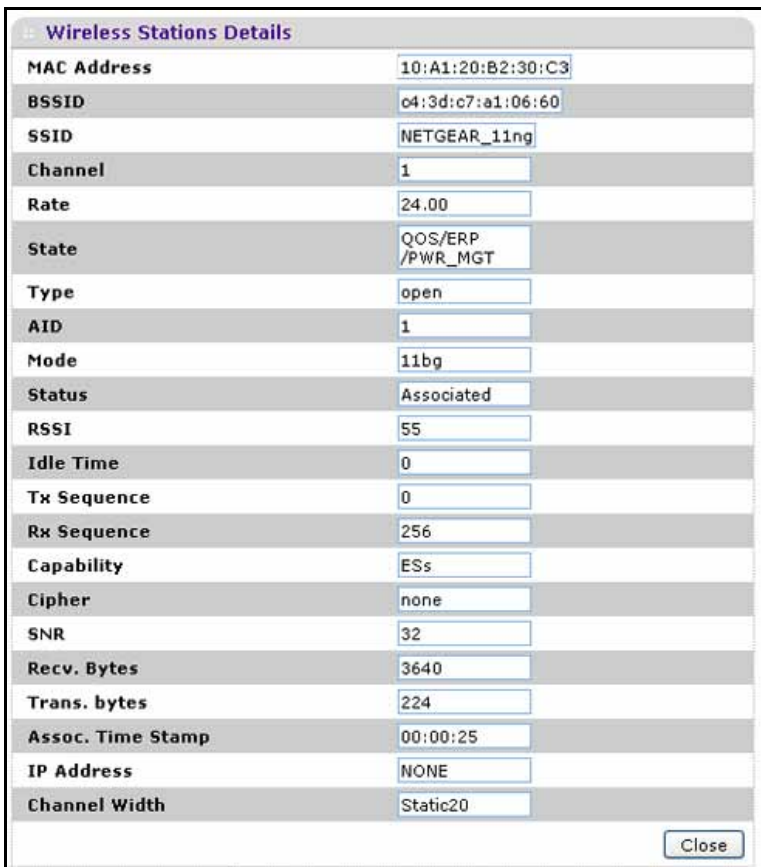 Wireless Stations Details
MAC Address 10:A1:20:B2:30:C3
BSSID c4:3d:c7:a1:06:60
SSID NETGEAR_11ng
Channel 1
Rate 24.00
State QOS/ERP
/PWR_MGT
Type open
AID 1
Mode 11bg
Status Associated
RSSI 55
Idle Time 0
Tx Sequence 0
Rx Sequence 256
Capability ESs
Cipher none
SNR 32
Recv. Bytes 3640
Trans. bytes 224
Assoc. Time Stamp 00:00:25
IP Address NONE
Channel Width Static20
Close